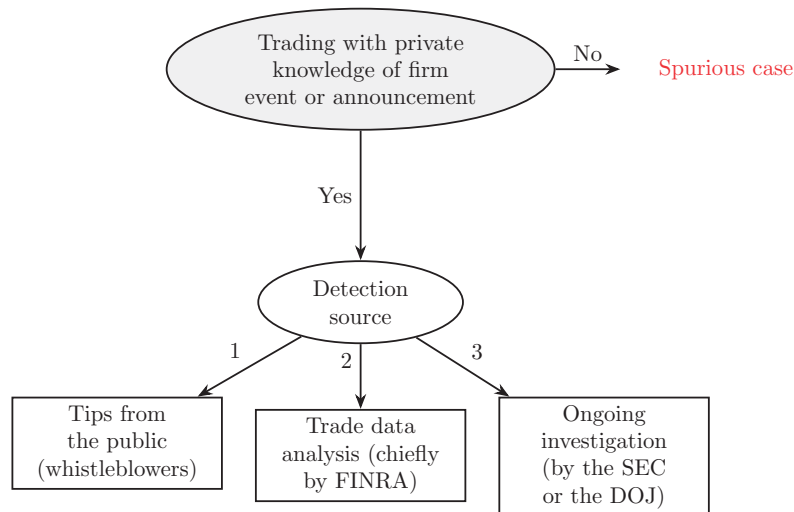 Trading with private
knowledge of firm
event or announcement
No
Spurious case
Yes
Detection
source
1
2
3
Tips from
the public
(whistleblowers)
Trade data
analysis (chiefly
by FINRA)
Ongoing
investigation
(by the SEC
or the DOJ)